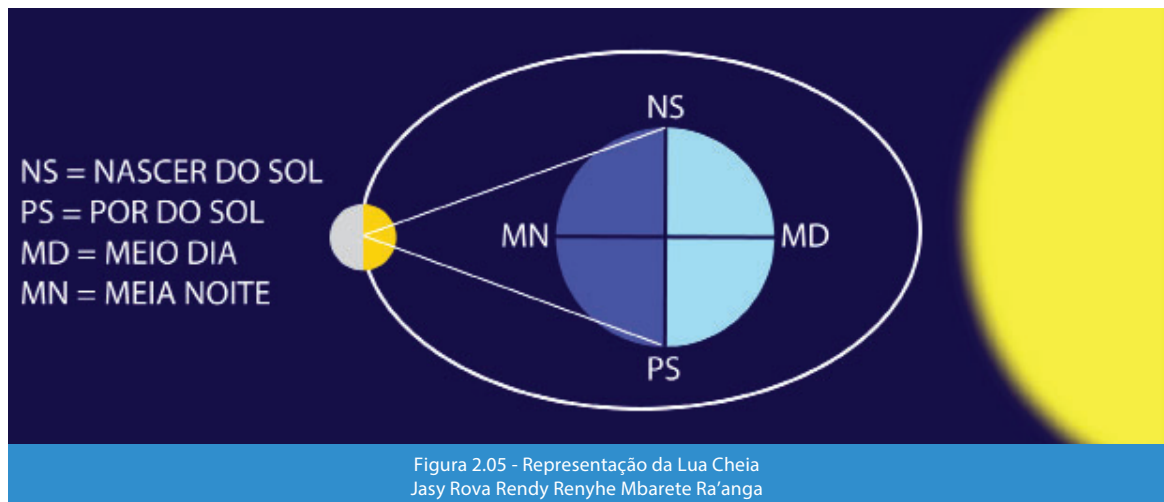 NS
NS = NASCER DO SOL
PS = POR DO SOL
MD = MEIO DIA
MN = MEIA NOITE
MN
MD
PS
Figura 2.05 - Representação da Lua Cheia
Jasy Rova Rendy Renyhe Mbarete Ra'anga